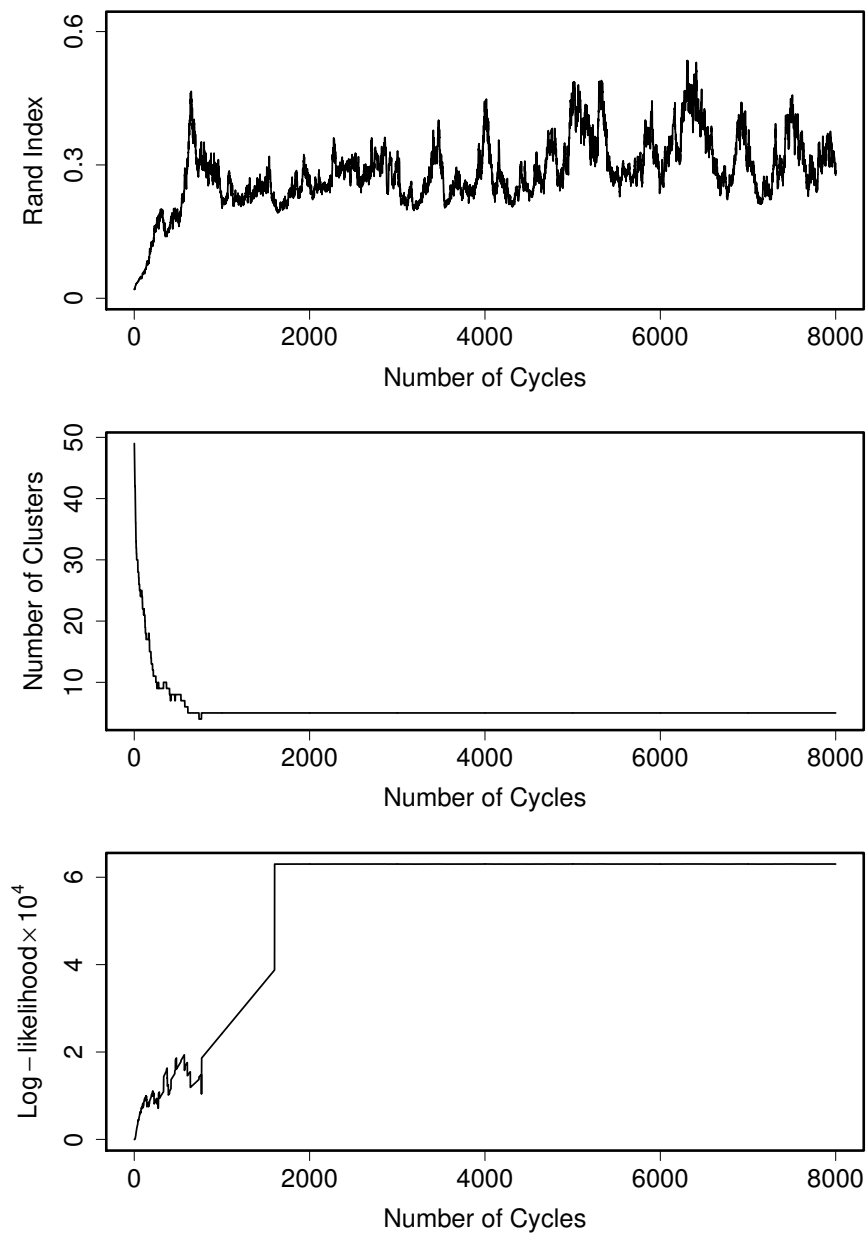 0.6
0.3
0
Rand Index
0 2000 4000 6000 8000
Number of Cycles
50
40
30
20
10
Number of Clusters
0 2000 4000 6000 8000
Number of Cycles
6
4
2
0
Log−likelihood×10⁴
0 2000 4000 6000 8000
Number of Cycles